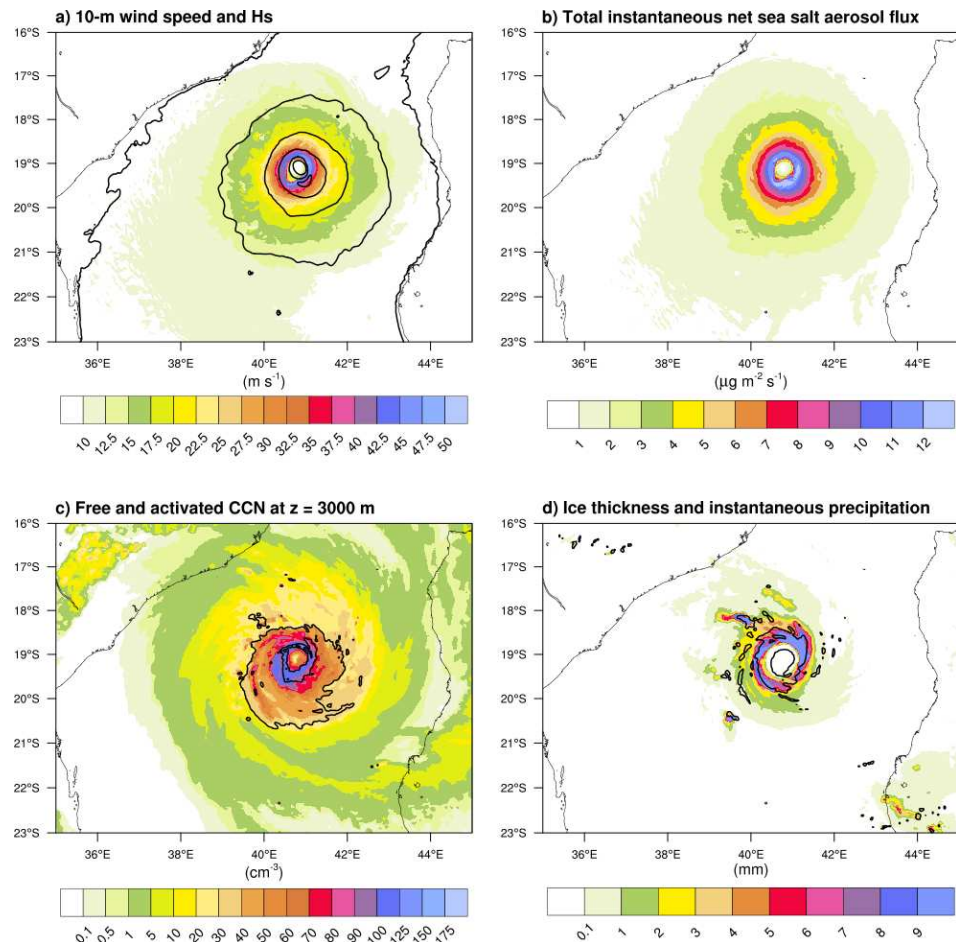 a) 10-m wind speed and Hs
16°S
17°S
18°S
19°S
20°S
21°S
22°S
23°S
36°E 38°E 40°E 42°E 44°E
(m s-1)
10 12.5 15 17.5 20 22.5 25 27.5 30 32.5 35 37.5 40 42.5 45 47.5 50
b) Total instantaneous net sea salt aerosol flux
16°S
17°S
18°S
19°S
20°S
21°S
22°S
23°S
36°E 38°E 40°E 42°E 44°E
(µg m-2 s-1)
1 2 3 4 5 6 7 8 9 10 11 12
c) Free and activated CCN at z = 3000 m
16°S
17°S
18°S
19°S
20°S
21°S
22°S
23°S
36°E 38°E 40°E 42°E 44°E
(cm-3)
0.1 0.5 1 5 10 20 30 40 50 60 70 80 90 100 125 150 175
d) Ice thickness and instantaneous precipitation
16°S
17°S
18°S
19°S
20°S
21°S
22°S
23°S
36°E 38°E 40°E 42°E 44°E
(mm)
0.1 1 2 3 4 5 6 7 8 9